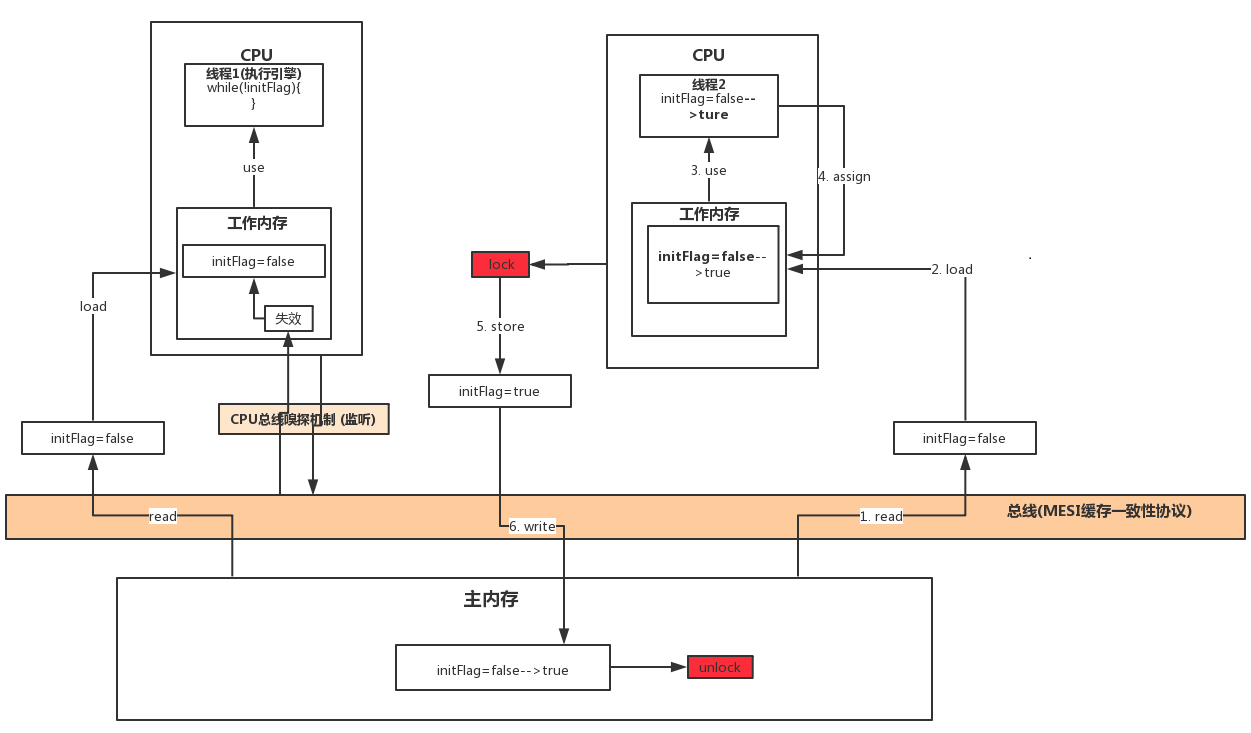 CPU
线程1(执行引擎)
while(!initFlag){
}
use
工作内存
initFlag=false
失效
load
CPU总线嗅探机制 (监听)
initFlag=false
read
CPU
线程2
initFlag=false--
>ture
3. use
4. assign
工作内存
initFlag=false--
>true
lock
2. load
5. store
initFlag=true
initFlag=false
6. write
1. read
总线(MESI缓存一致性协议)
主内存
initFlag=false-->true
unlock